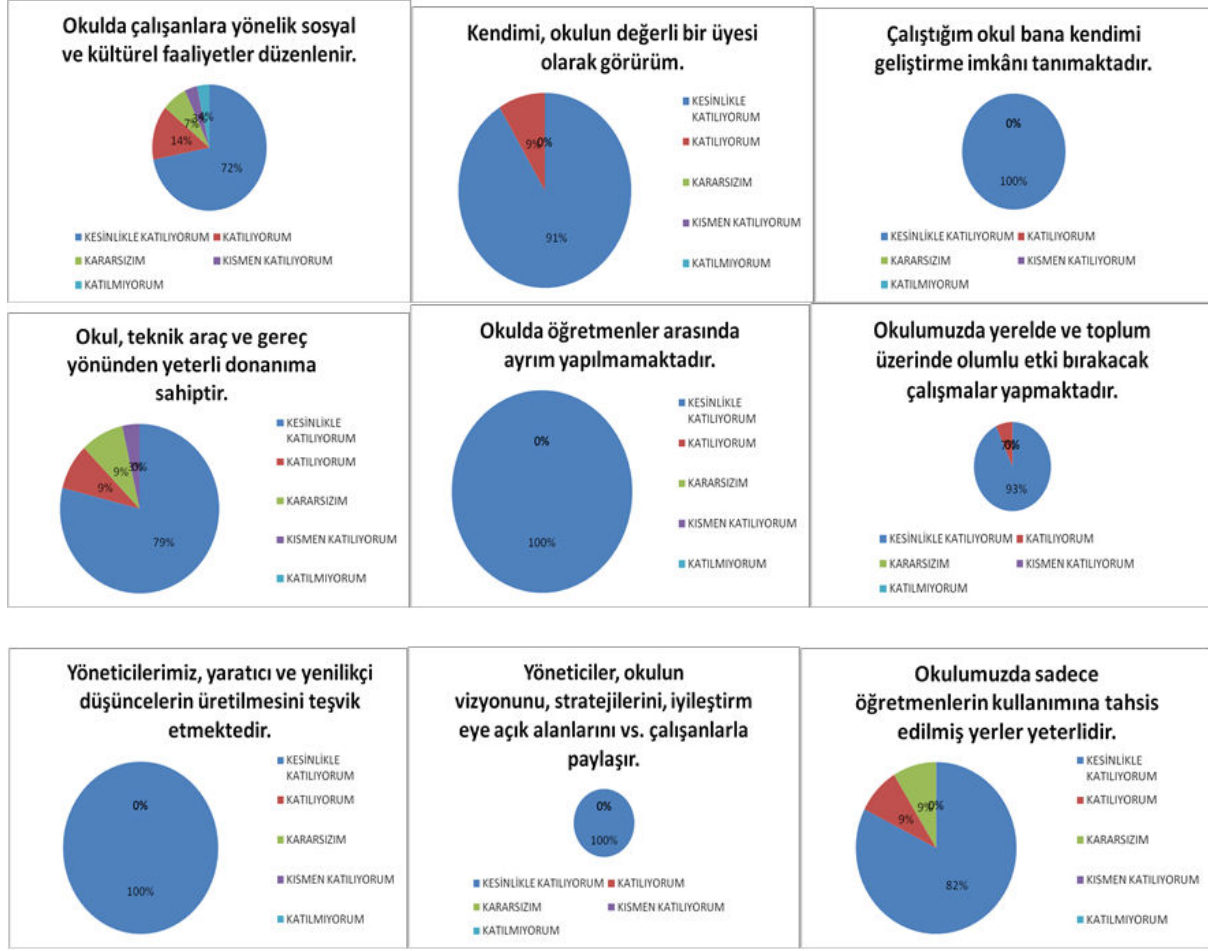 Okulda çalışanlara yönelik sosyal
ve kültürel faaliyetler düzenlenir.
3%
4%
7%
14%
72%
KESİNLİKLE KATILIYORUM
KATILIYORUM
KARARSIZIM
KISMEN KATILIYORUM
KATILMIYORUM
Kendimi, okulun değerli bir üyesi
olarak görürüm.
9%
0%
91%
KESİNLİKLE
KATILIYORUM
KATILIYORUM
KARARSIZIM
KISMEN KATILIYORUM
KATILMIYORUM
Çalıştığım okul bana kendimi
geliştirme imkânı tanımaktadır.
0%
100%
KESİNLİKLE KATILIYORUM
KATILIYORUM
KARARSIZIM
KISMEN KATILIYORUM
KATILMIYORUM
Okul, teknik araç ve gereç
yönünden yeterli donanıma
sahiptir.
9%
3%
0%
9%
79%
KESİNLİKLE
KATILIYORUM
KATILIYORUM
KARARSIZIM
KISMEN KATILIYORUM
KATILMIYORUM
Okulda öğretmenler arasında
ayrım yapılmamaktadır.
0%
100%
KESİNLİKLE
KATILIYORUM
KATILIYORUM
KARARSIZIM
KISMEN KATILIYORUM
KATILMIYORUM
Okulumuzda yerelde ve toplum
üzerinde olumlu etki bırakacak
çalışmalar yapmaktadır.
7%
0%
93%
KESİNLİKLE KATILIYORUM
KATILIYORUM
KARARSIZIM
KISMEN KATILIYORUM
KATILMIYORUM
Yöneticilerimiz, yaratıcı ve yenilikçi
düşüncelerin üretilmesini teşvik
etmektedir.
0%
100%
KESİNLİKLE
KATILIYORUM
KATILIYORUM
KARARSIZIM
KISMEN KATILIYORUM
KATILMIYORUM
Yöneticiler, okulun
vizyonunu, stratejilerini, iyileştirm
eye açık alanlarını vs. çalışanlarla
paylaşır.
0%
100%
KESİNLİKLE KATILIYORUM
KATILIYORUM
KARARSIZIM
KISMEN KATILIYORUM
KATILMIYORUM
Okulumuzda sadece
öğretmenlerin kullanımına tahsis
edilmiş yerler yeterlidir.
9%
0%
9%
82%
KESİNLİKLE
KATILIYORUM
KATILIYORUM
KARARSIZIM
KISMEN KATILIYORUM
KATILMIYORUM